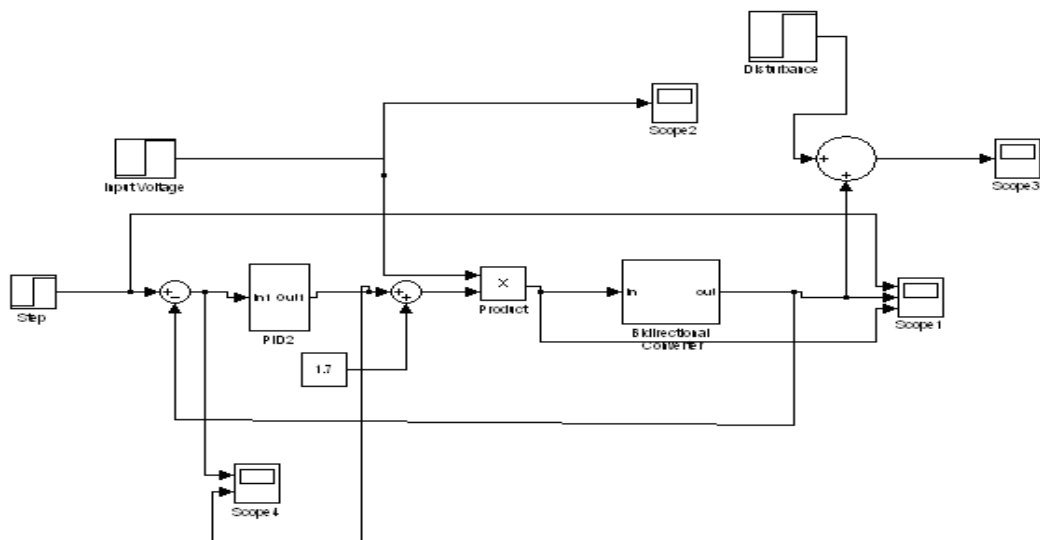 Disturbance
Scope2
Input Voltage
Scope3
Step
In1 Out1
PID2
1.7
Product
In out
Bidirectional
Converter
Scope1
Scope4